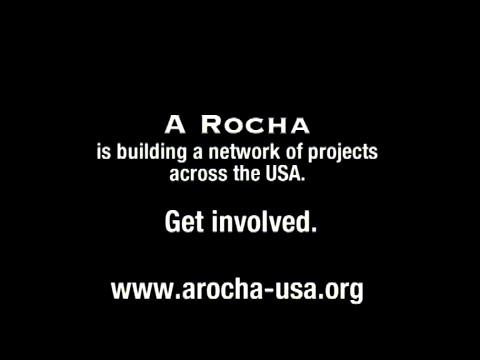 A ROCHA
is building a network of projects
across the USA.
Get involved.
www.arocha-usa.org